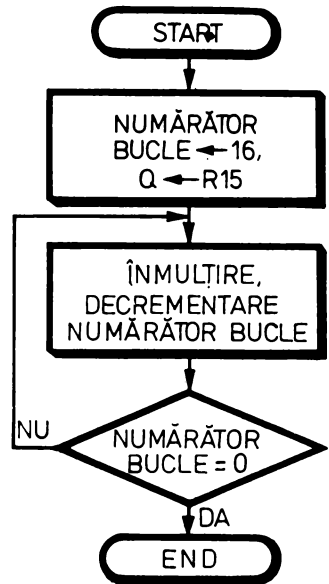 START
NUMĂRĂTOR
BUCLE ← 16,
Q ← R15
ÎNMULȚIRE,
DECREMENTARE
NUMĂRĂTOR BUCLE
NU
NUMĂRĂTOR
BUCLE = 0
DA
END